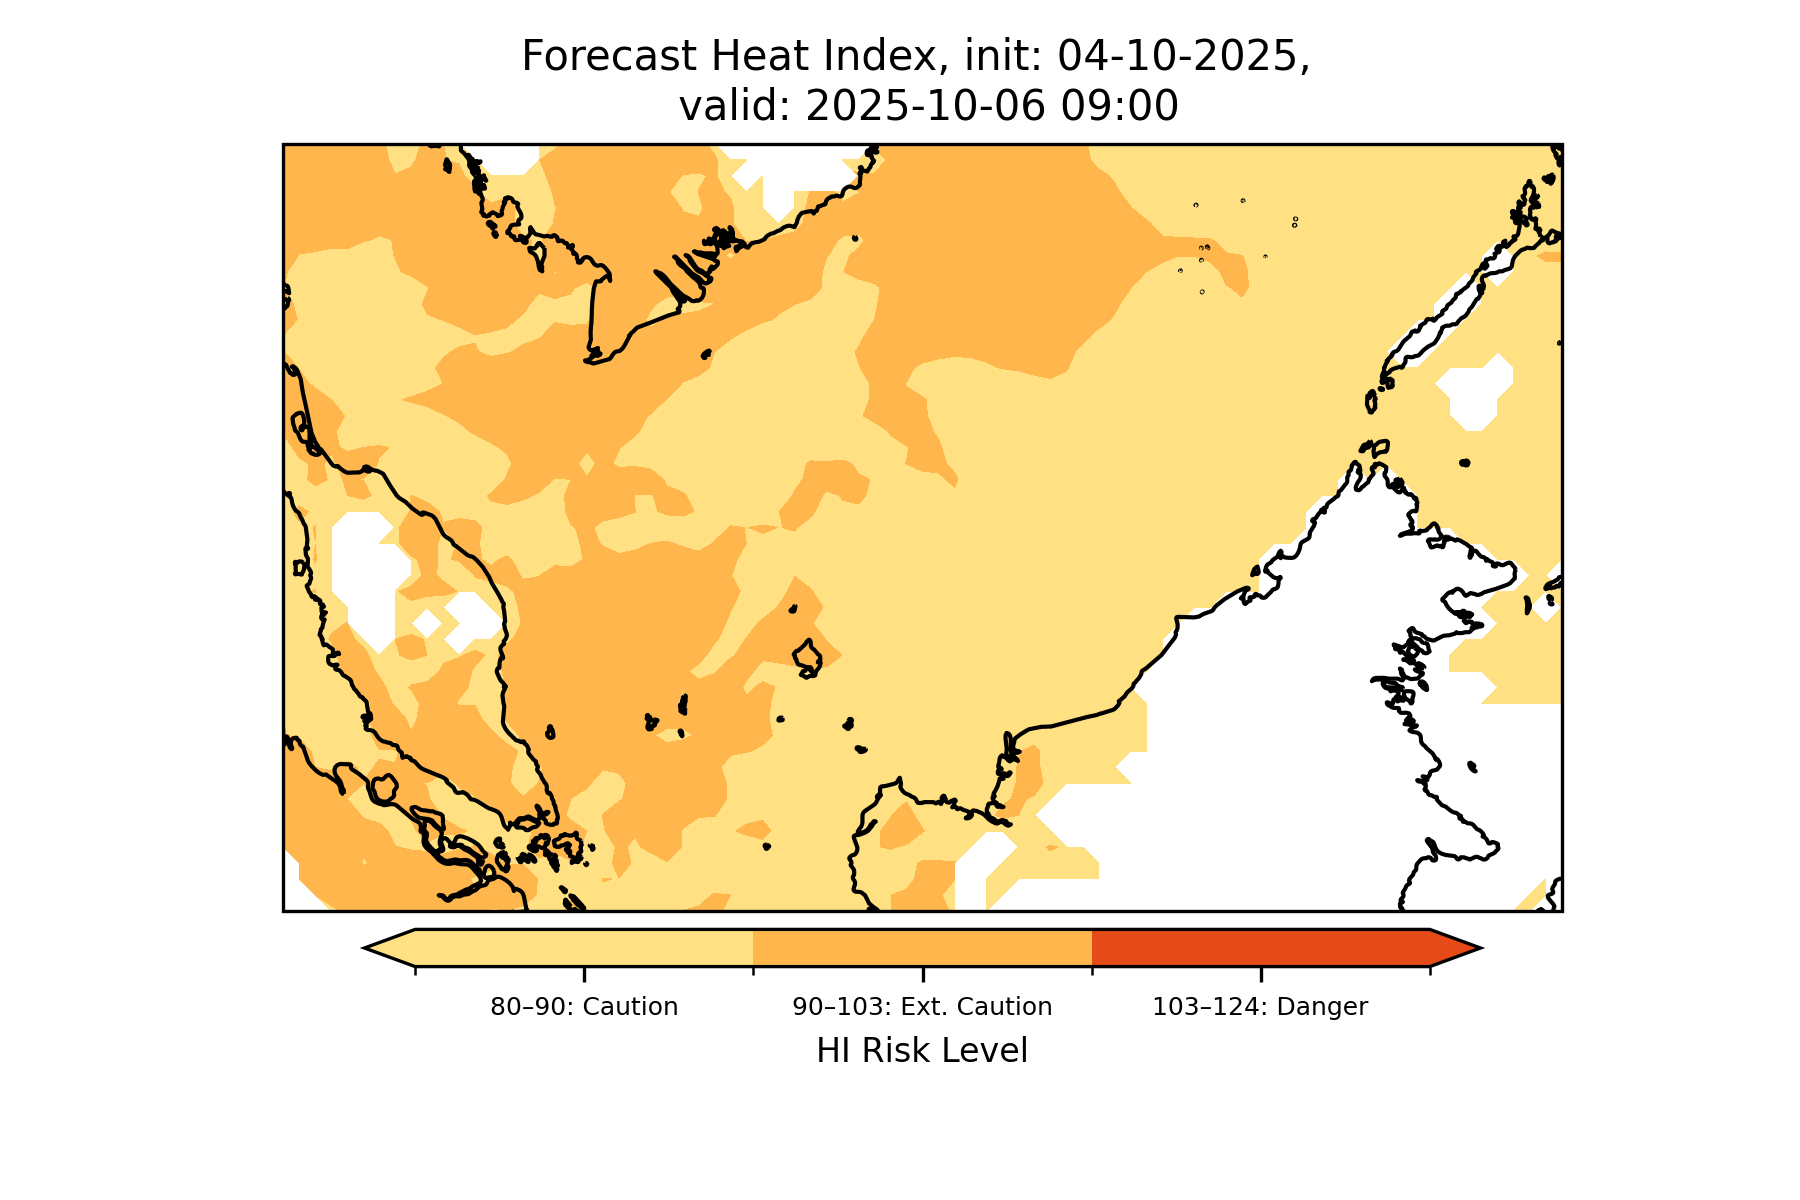 Forecast Heat Index, init: 04-10-2025,
valid: 2025-10-06 09:00
80–90: Caution
90–103: Ext. Caution
103–124: Danger
HI Risk Level